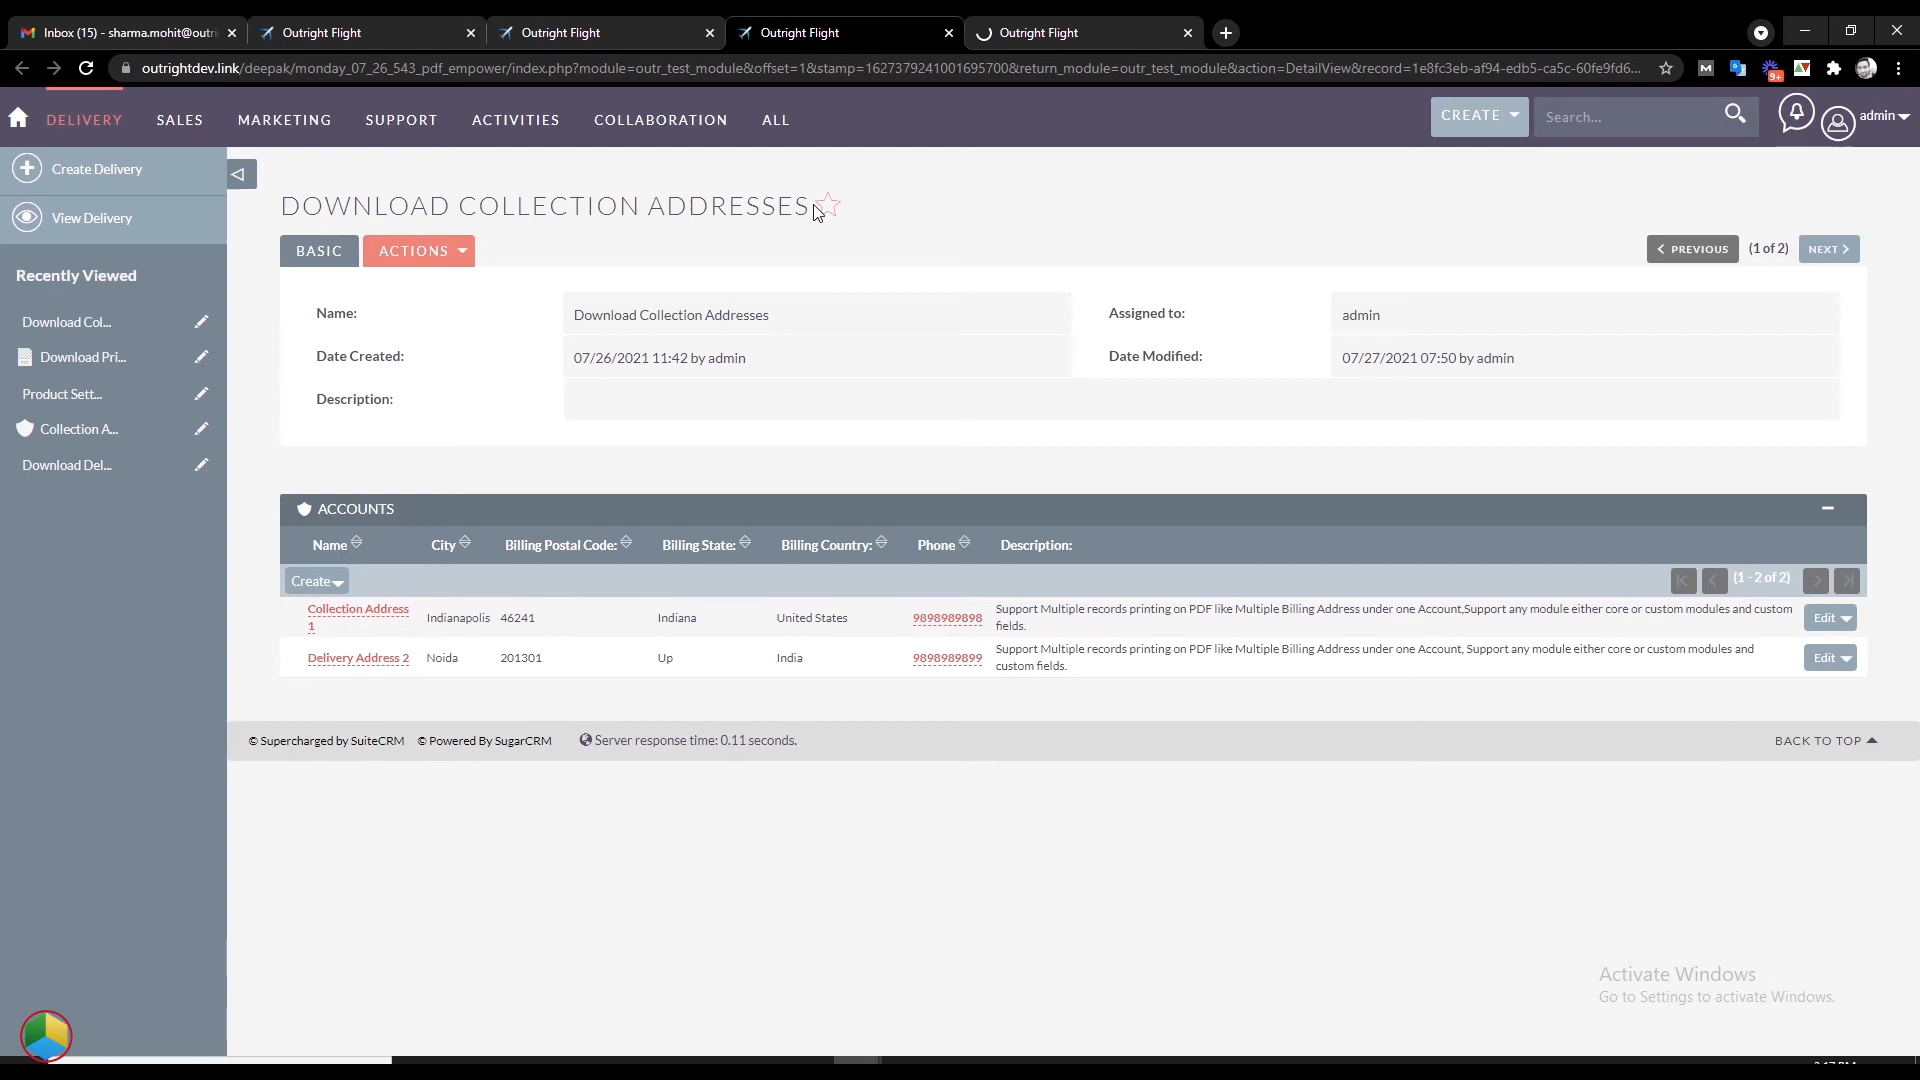 Inbox (15) - sharma.mohit@outri
Outright Flight
Outright Flight
Outright Flight
Outright Flight
outrightdev.link/deepak/monday_07_26_543_pdf_empower/index.php?module=outr_test_module&offset=1&stamp=1627379241001695700&return_module=outr_test_module&action=DetailView&record=1e8fc3eb-af94-edb5-ca5c-60fe9fd6...
9+
DELIVERY
SALES
MARKETING
SUPPORT
ACTIVITIES
COLLABORATION
ALL
CREATE
Search...
admin
Create Delivery
View Delivery
Recently Viewed
Download Col...
Download Pri...
Product Sett...
Collection A...
Download Del...
DOWNLOAD COLLECTION ADDRESSES
BASIC
ACTIONS
PREVIOUS
(1 of 2)
NEXT
Name:
Download Collection Addresses
Assigned to:
admin
Date Created:
07/26/2021 11:42 by admin
Date Modified:
07/27/2021 07:50 by admin
Description:
ACCOUNTS
Name
City
Billing Postal Code:
Billing State:
Billing Country:
Phone
Description:
Create
(1 - 2 of 2)
Collection Address
1
Indianapolis
46241
Indiana
United States
9898989898
Support Multiple records printing on PDF like Multiple Billing Address under one Account,Support any module either core or custom modules and custom
fields.
Edit
Delivery Address 2
Noida
201301
Up
India
9898989899
Support Multiple records printing on PDF like Multiple Billing Address under one Account, Support any module either core or custom modules and
custom fields.
Edit
© Supercharged by SuiteCRM
© Powered By SugarCRM
Server response time: 0.11 seconds.
BACK TO TOP
Activate Windows
Go to Settings to activate Windows.